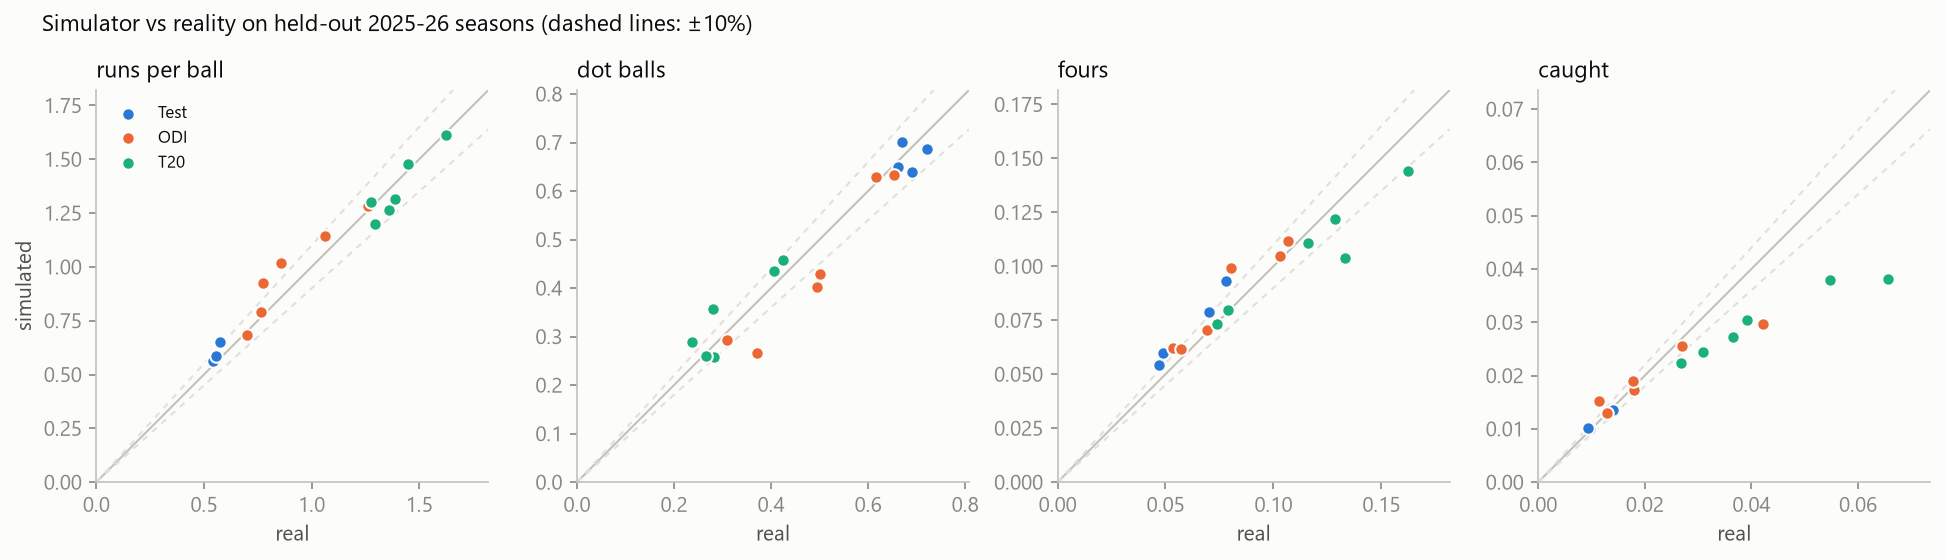 Simulator vs reality on held-out 2025-26 seasons (dashed lines: ±10%)
runs per ball
dot balls
fours
caught
Test
ODI
T20
simulated
1.75
1.50
1.25
1.00
0.75
0.50
0.25
0.00
0.0 0.5 1.0 1.5
real
0.8
0.7
0.6
0.5
0.4
0.3
0.2
0.1
0.0
0.0 0.2 0.4 0.6 0.8
real
0.175
0.150
0.125
0.100
0.075
0.050
0.025
0.000
0.00 0.05 0.10 0.15
real
0.07
0.06
0.05
0.04
0.03
0.02
0.01
0.00
0.00 0.02 0.04 0.06
real